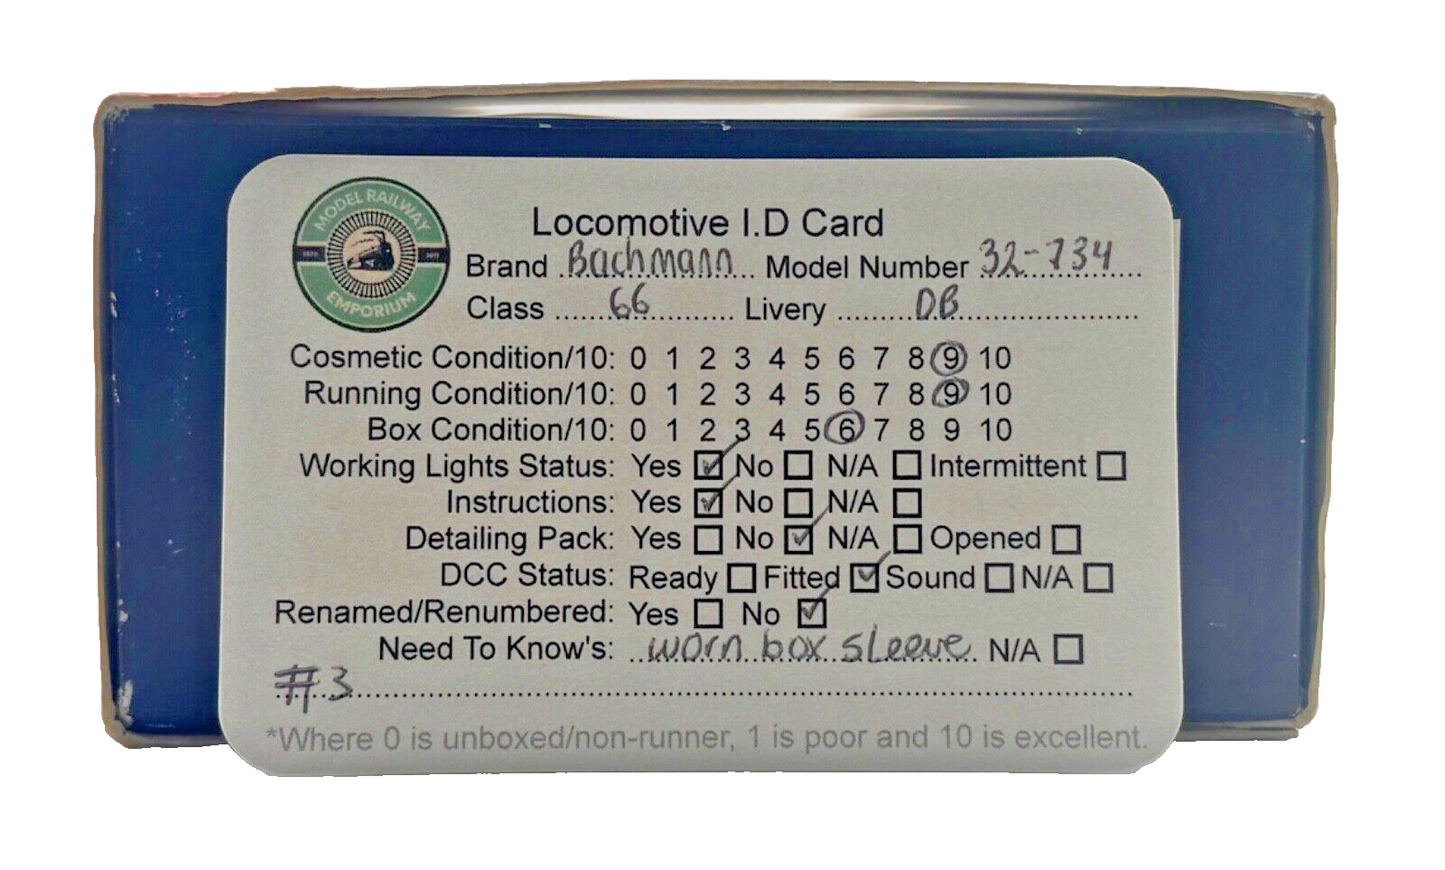 MODEL RAILWAY
EMPORIUM
Locomotive I.D Card
Brand Bachmann Model Number 32-734
Class 66 Livery DB
Cosmetic Condition/10: 0 1 2 3 4 5 6 7 8 9 10
Running Condition/10: 0 1 2 3 4 5 6 7 8 9 10
Box Condition/10: 0 1 2 3 4 5 6 7 8 9 10
Working Lights Status: Yes ☑ No ☐ N/A ☐ Intermittent ☐
Instructions: Yes ☑ No ☐ N/A ☐
Detailing Pack: Yes ☐ No ☑ N/A ☐ Opened ☐
DCC Status: Ready ☐ Fitted ☑ Sound ☐ N/A ☐
Renamed/Renumbered: Yes ☐ No ☑
Need To Know's: worn box sleeve N/A ☐
#3
*Where 0 is unboxed/non-runner, 1 is poor and 10 is excellent.